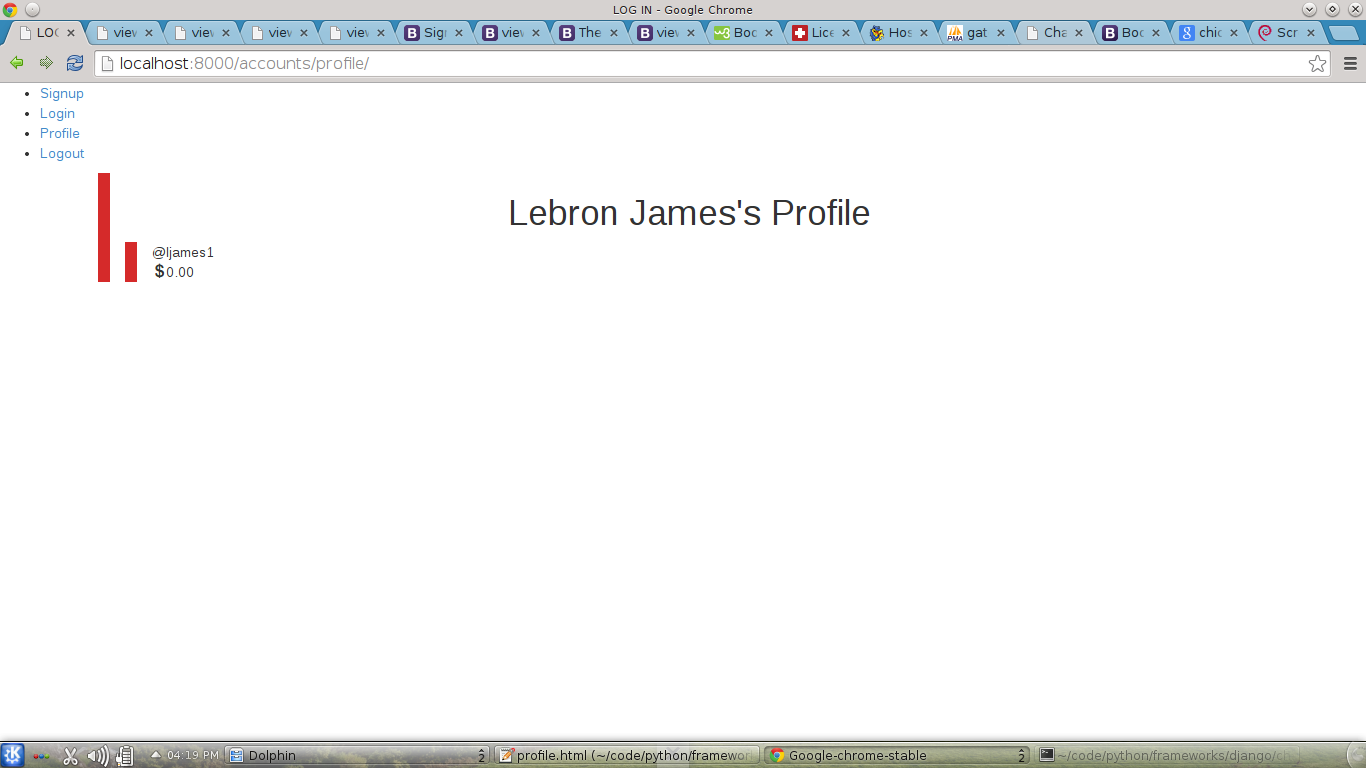 LOG IN - Google Chrome
LOG view view view view Sig view The view Boo Lice Hos gat Cha Boo chic Scr
localhost:8000/accounts/profile/
Signup
Login
Profile
Logout
Lebron James's Profile
@ljames1
$0.00
04:19 PM Dolphin 2 profile.html (~/code/python/framewor Google-chrome-stable 2 ~/code/python/frameworks/django/ch